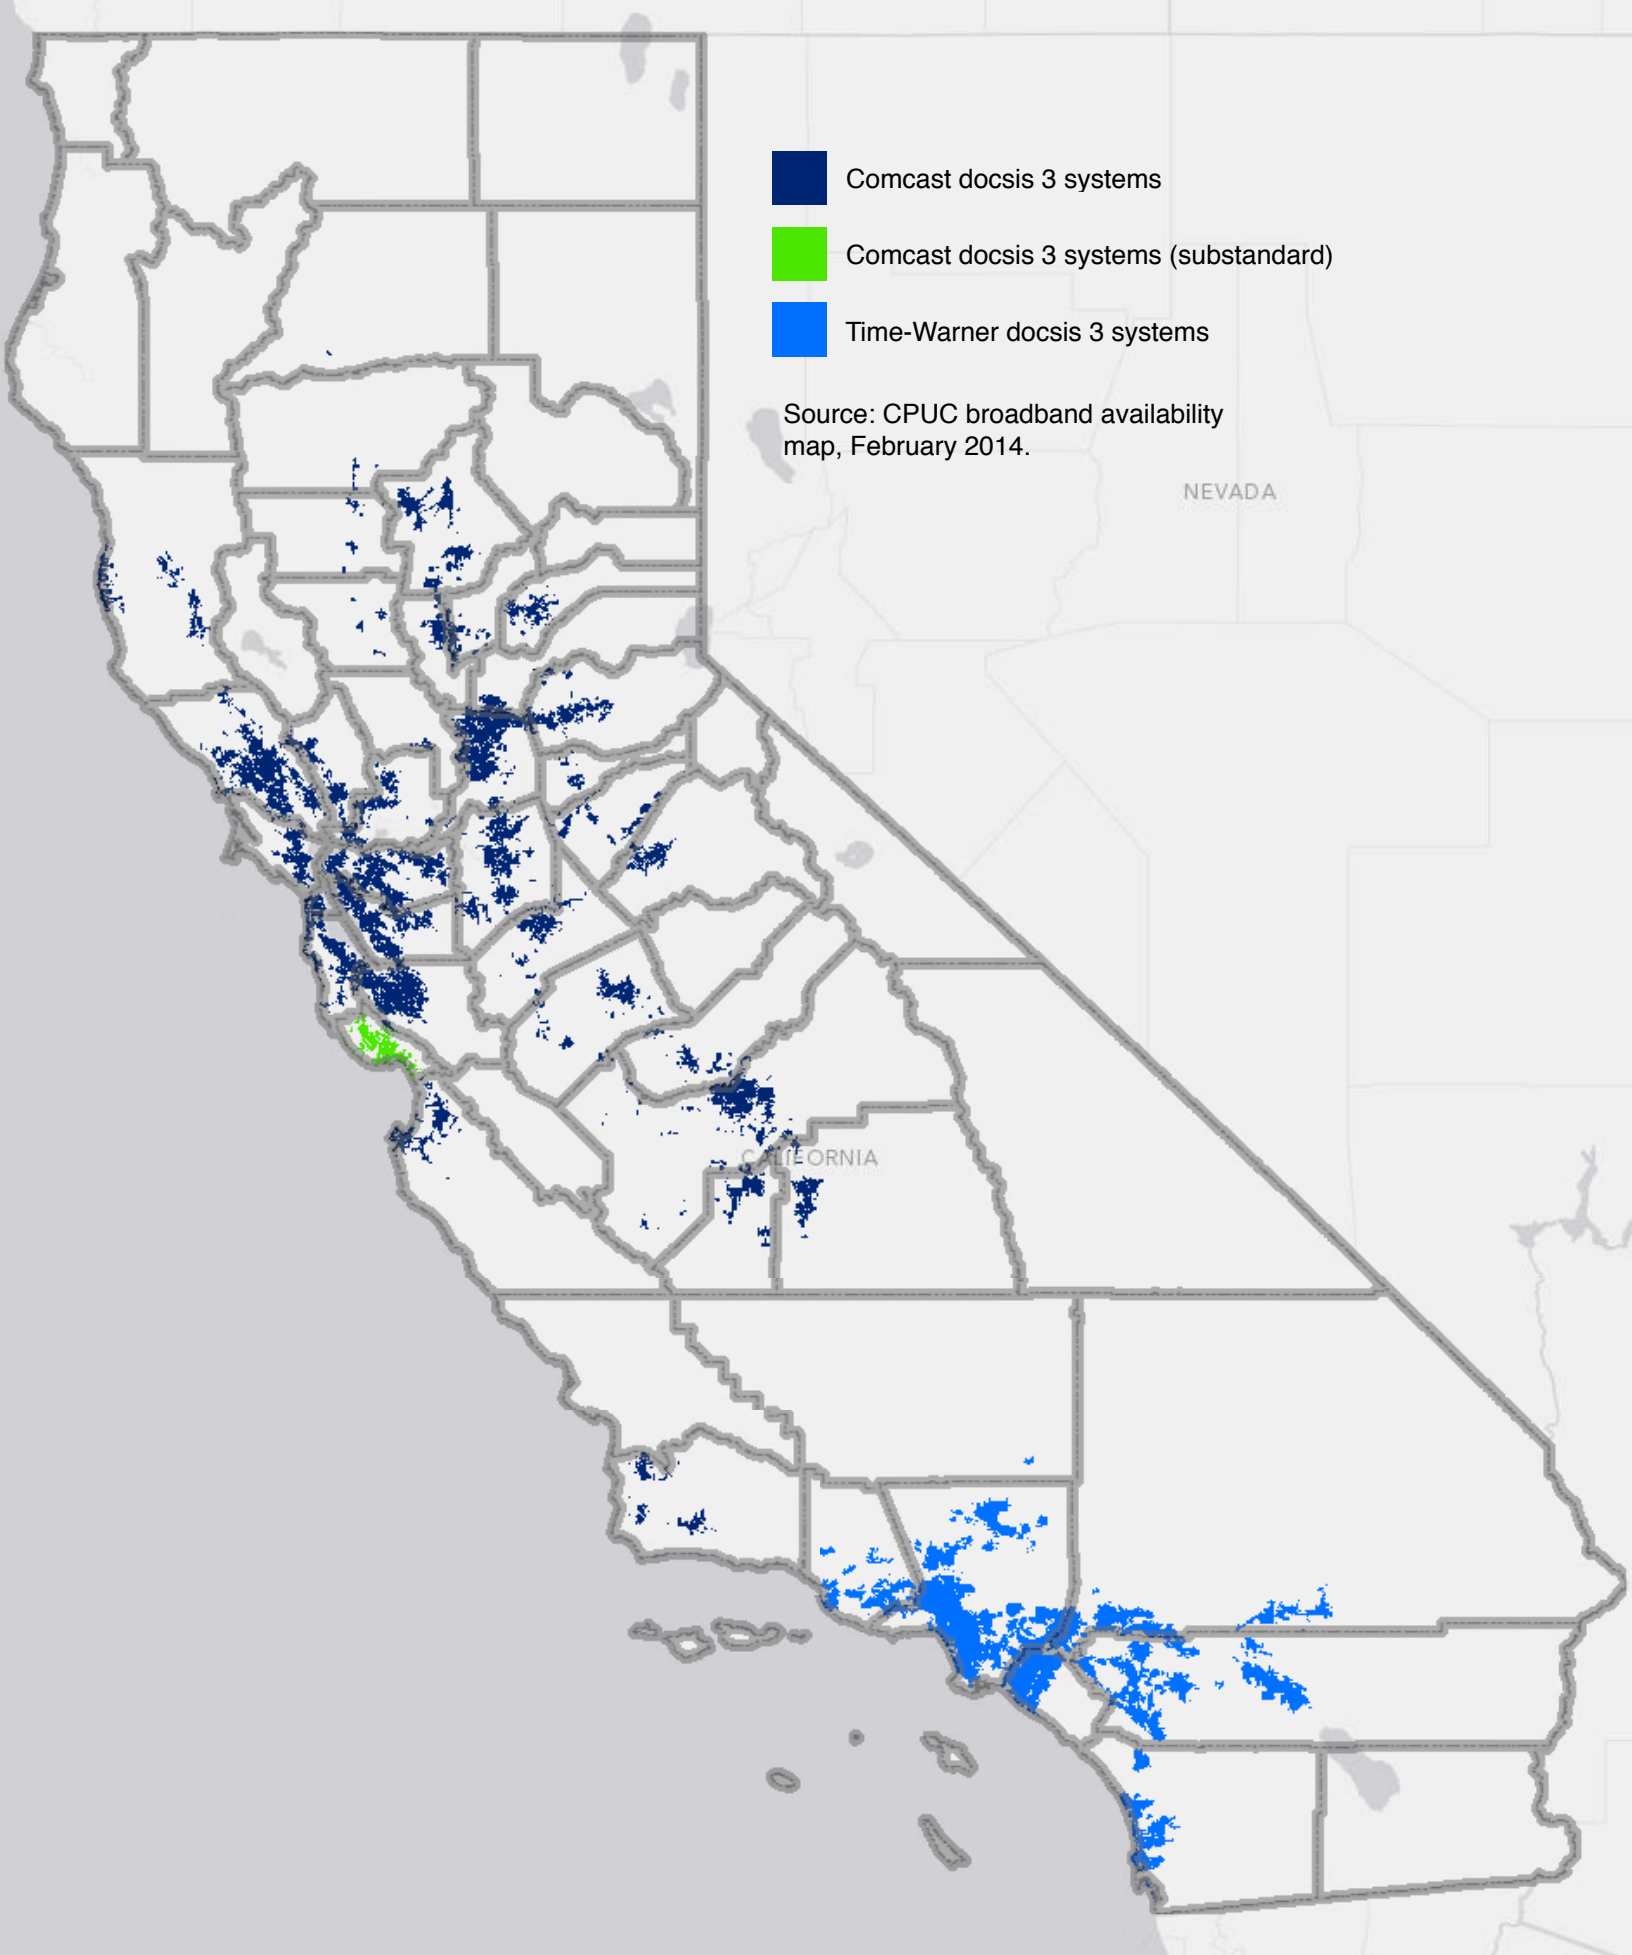 Comcast docsis 3 systems
Comcast docsis 3 systems (substandard)
Time-Warner docsis 3 systems
Source: CPUC broadband availability
map, February 2014.
NEVADA
CALIFORNIA